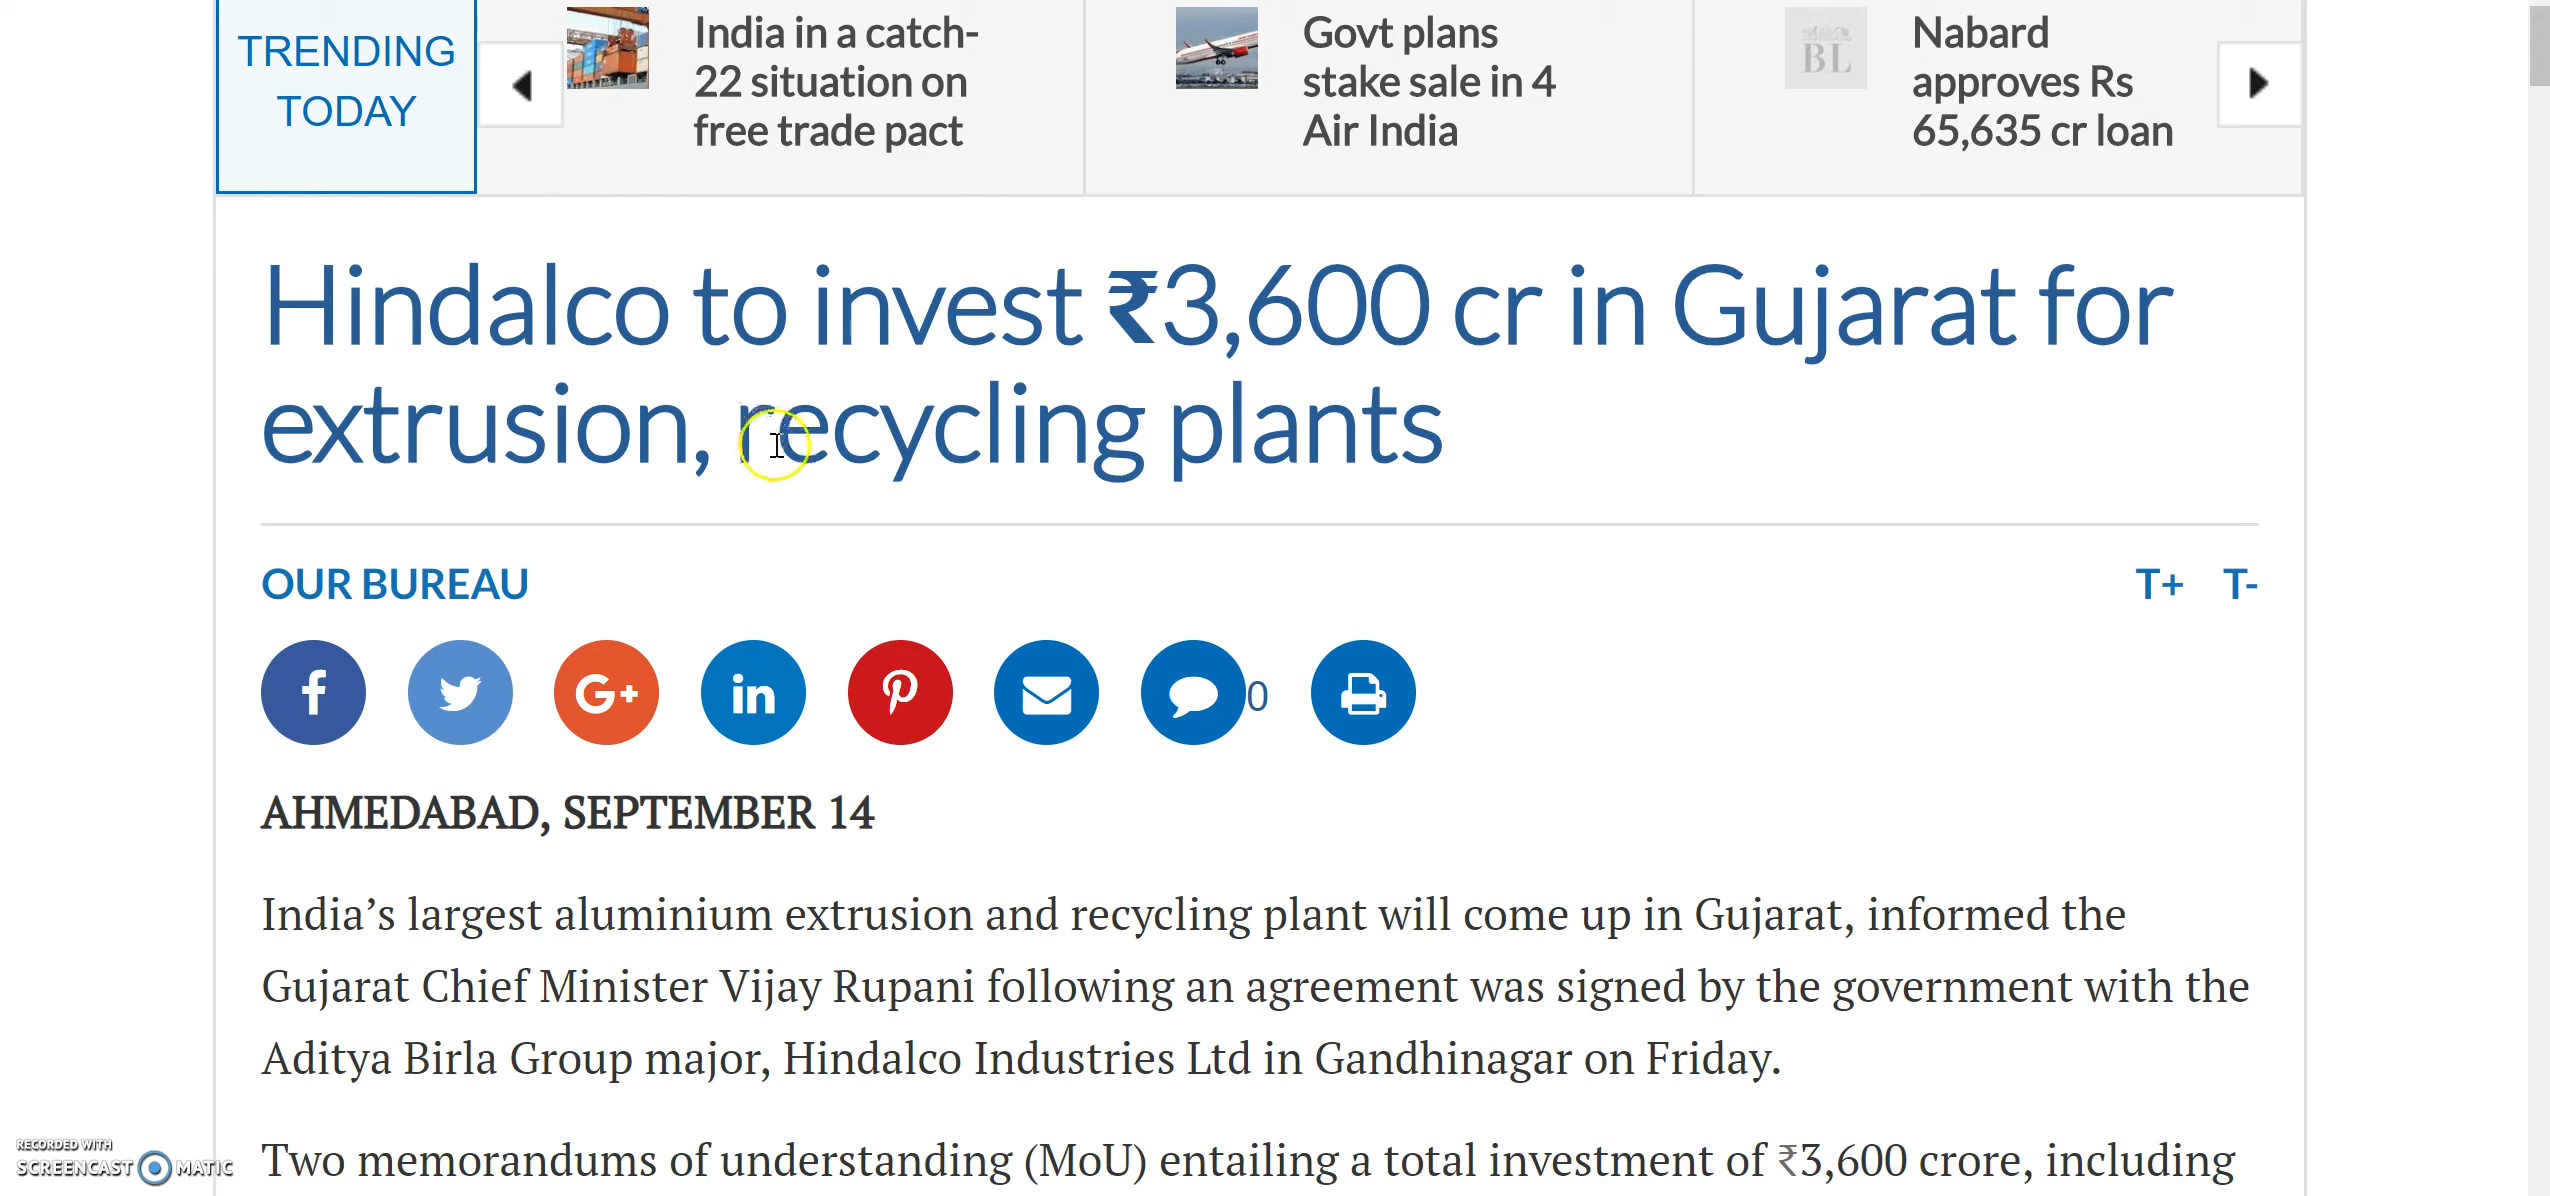 TRENDING
TODAY
India in a catch-
22 situation on
free trade pact
Govt plans
stake sale in 4
Air India
BL
Nabard
approves Rs
65,635 cr loan
Hindalco to invest ₹3,600 cr in Gujarat for
extrusion, recycling plants
OUR BUREAU
T+ T-
f
G+
in
0
AHMEDABAD, SEPTEMBER 14
India’s largest aluminium extrusion and recycling plant will come up in Gujarat, informed the
Gujarat Chief Minister Vijay Rupani following an agreement was signed by the government with the
Aditya Birla Group major, Hindalco Industries Ltd in Gandhinagar on Friday.
Two memorandums of understanding (MoU) entailing a total investment of ₹3,600 crore, including
RECORDED WITH
SCREENCAST MATIC